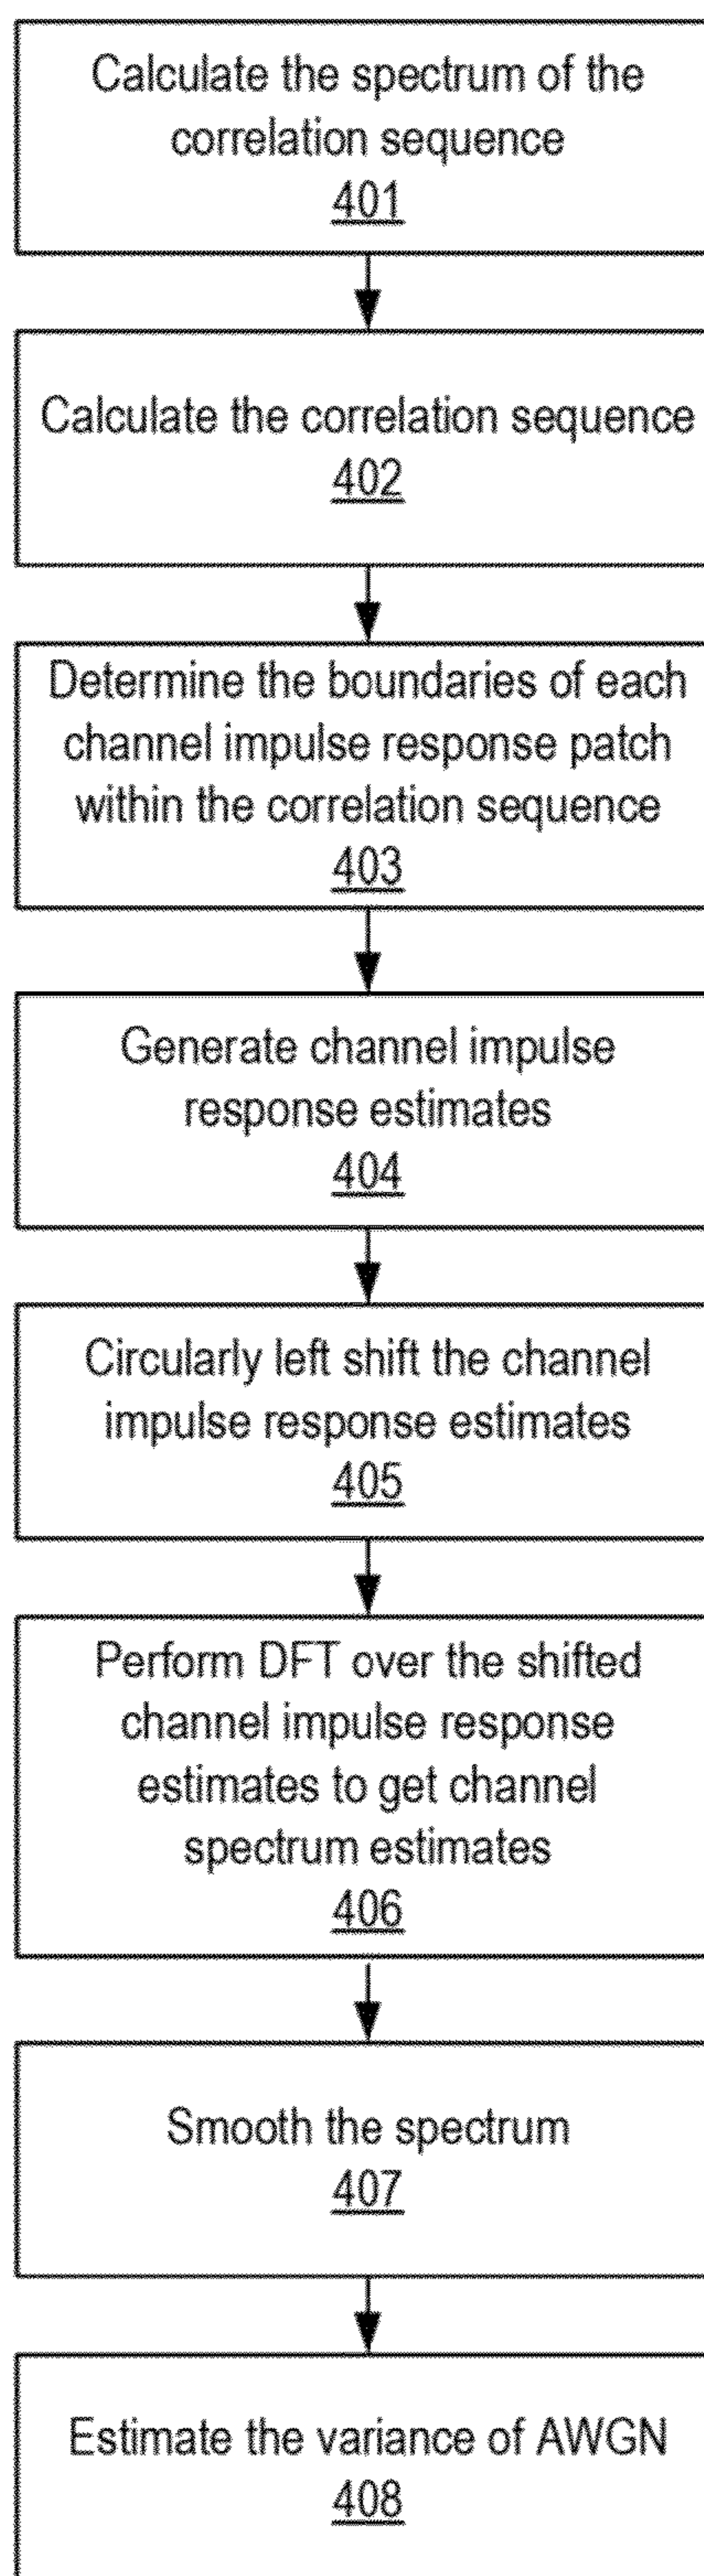 Calculate the spectrum of the
correlation sequence
401
Calculate the correlation sequence
402
Determine the boundaries of each
channel impulse response patch
within the correlation sequence
403
Generate channel impulse
response estimates
404
Circularly left shift the channel
impulse response estimates
405
Perform DFT over the shifted
channel impulse response
estimates to get channel
spectrum estimates
406
Smooth the spectrum
407
Estimate the variance of AWGN
408